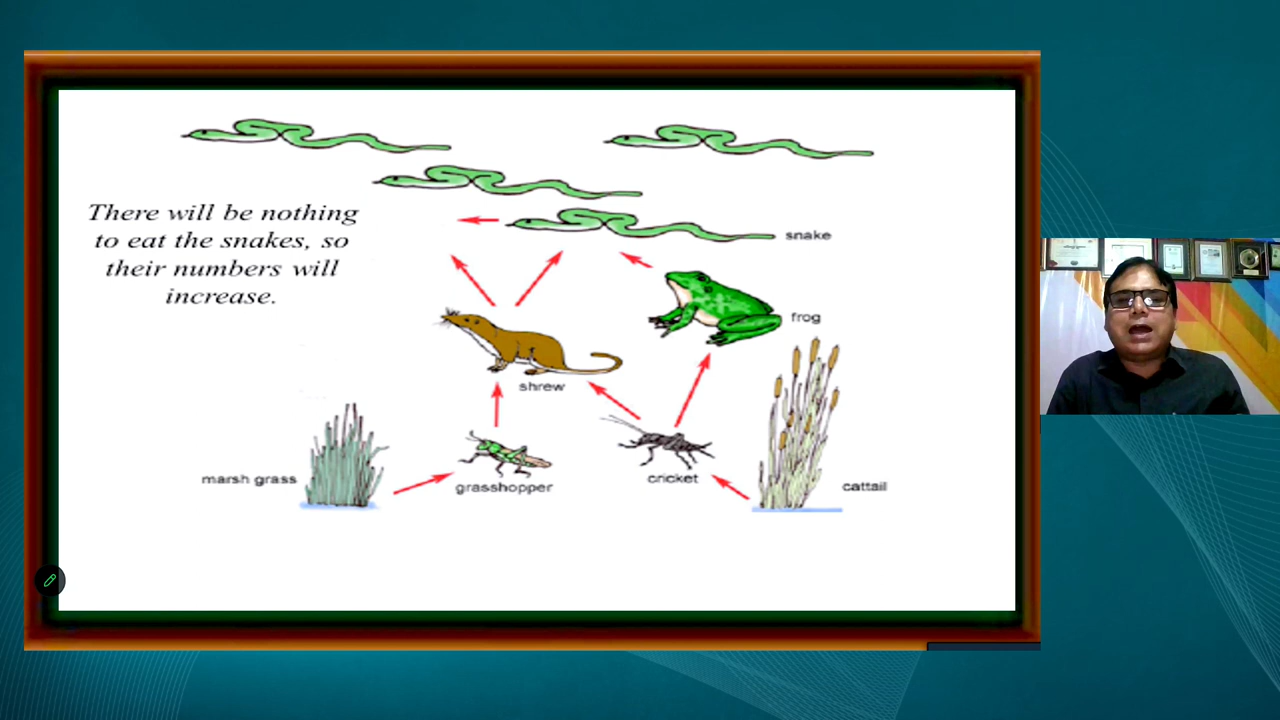 There will be nothing
to eat the snakes, so
their numbers will
increase.
snake
frog
shrew
marsh grass
grasshopper
cricket
cattail